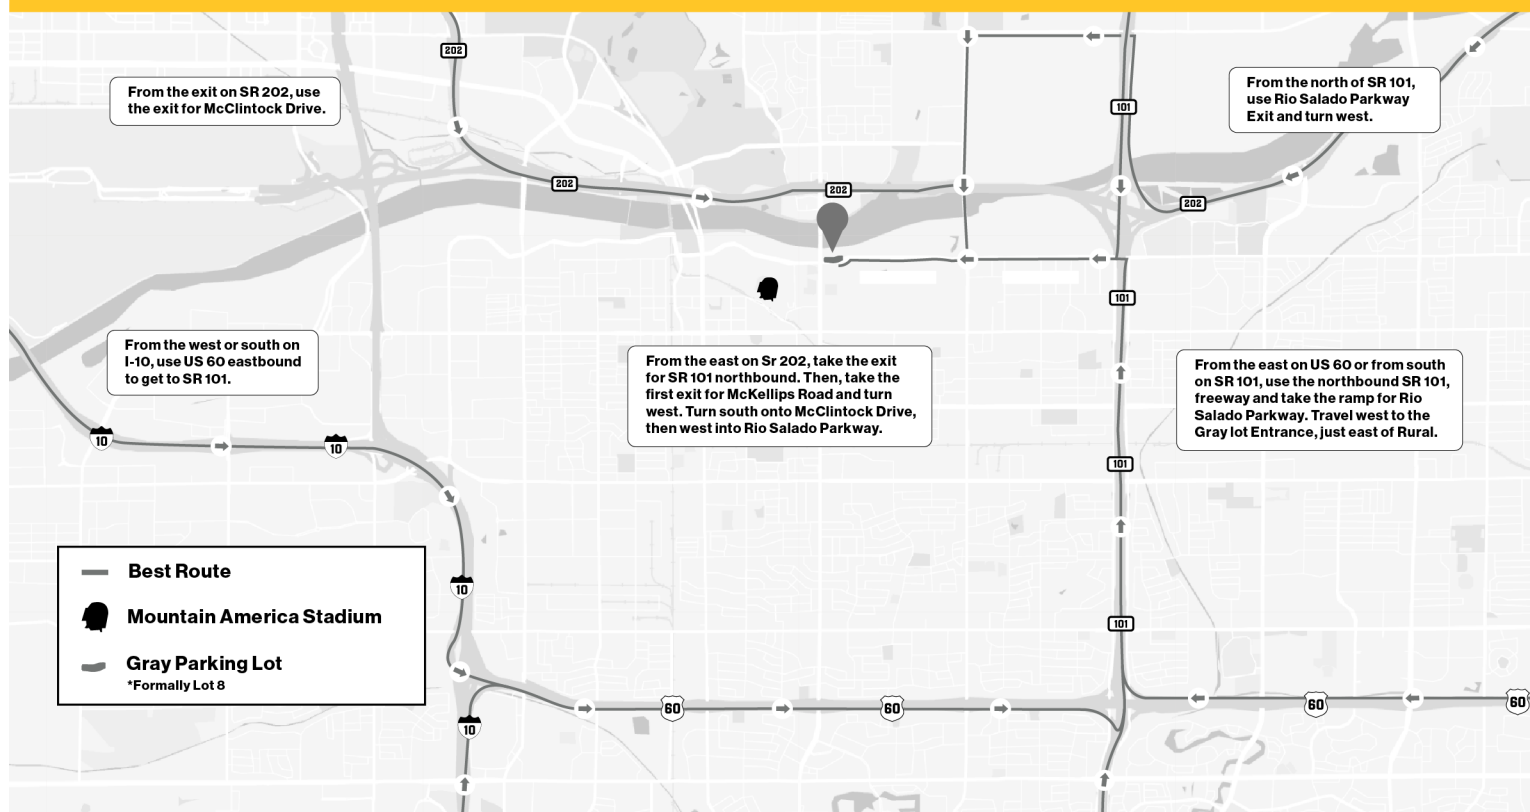 202
101
From the exit on SR 202, use
the exit for McClintock Drive.
From the north of SR 101,
use Rio Salado Parkway
Exit and turn west.
202
202
202
101
From the west or south on
I-10, use US 60 eastbound
to get to SR 101.
From the east on Sr 202, take the exit
for SR 101 northbound. Then, take the
first exit for McKellips Road and turn
west. Turn south onto McClintock Drive,
then west into Rio Salado Parkway.
From the east on US 60 or from south
on SR 101, use the northbound SR 101,
freeway and take the ramp for Rio
Salado Parkway. Travel west to the
Gray lot Entrance, just east of Rural.
10
10
101
10
101
Best Route
Mountain America Stadium
Gray Parking Lot
*Formally Lot 8
60
60
60
60
10